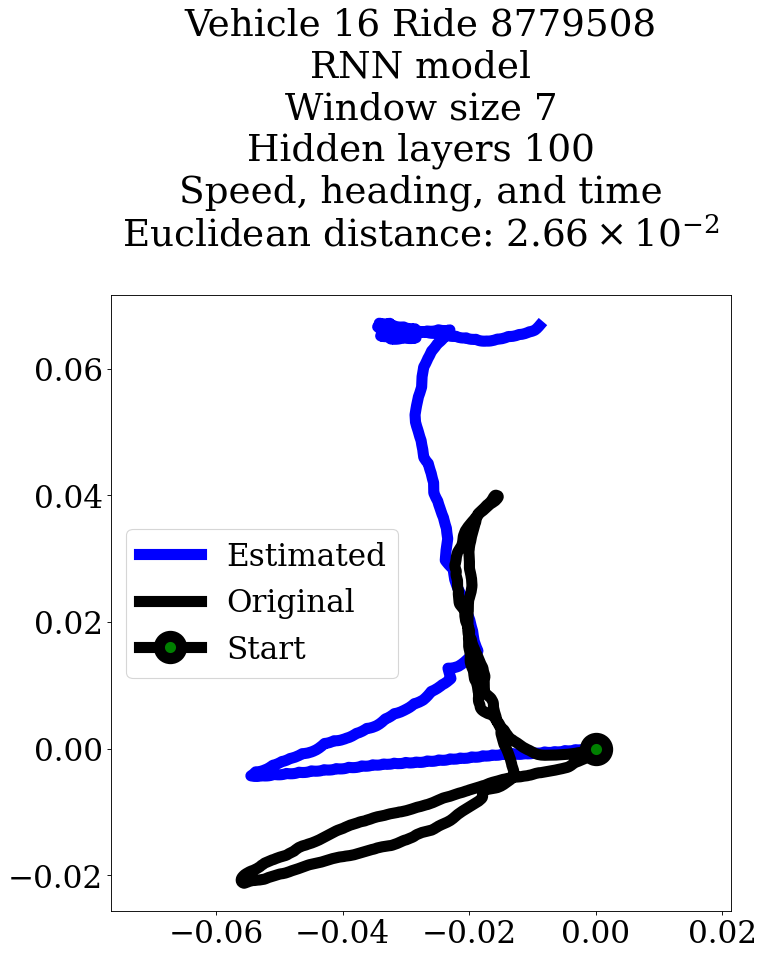 Vehicle 16 Ride 8779508
RNN model
Window size 7
Hidden layers 100
Speed, heading, and time
Euclidean distance: 2.66 × 10⁻²
0.06
0.04
0.02
0.00
−0.02
Estimated
Original
Start
−0.06 −0.04 −0.02 0.00 0.02